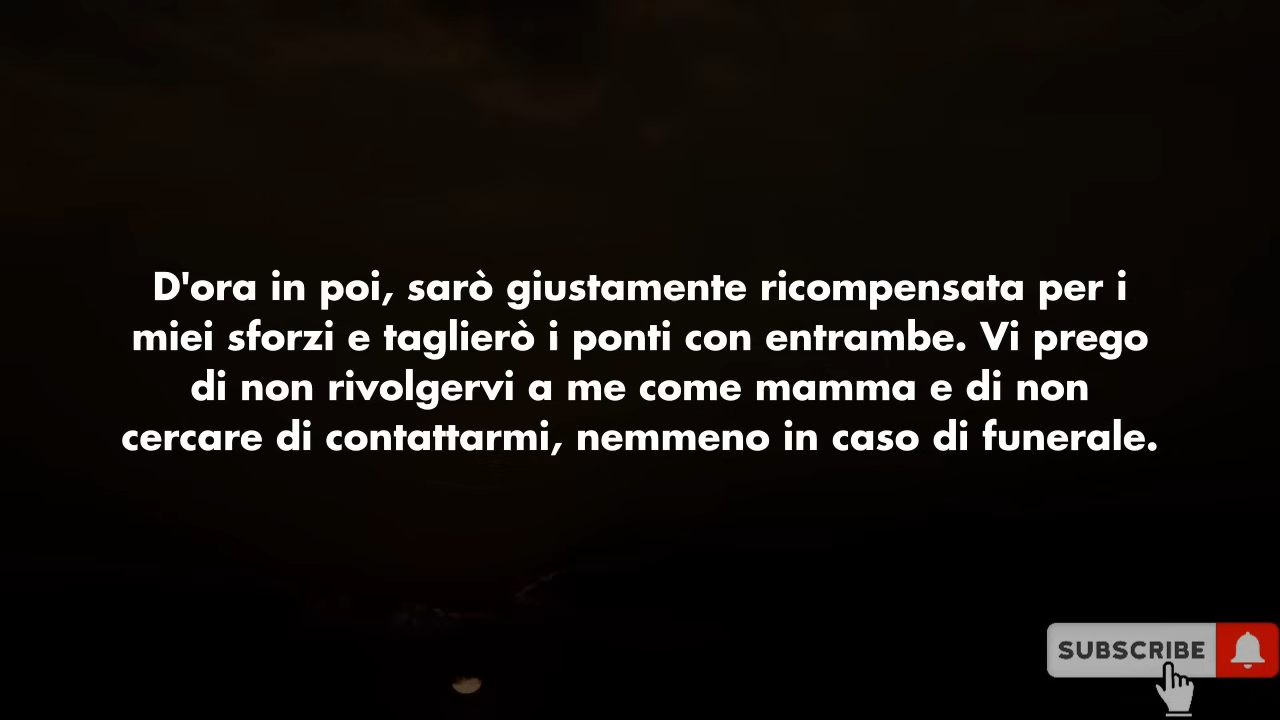 D'ora in poi, sarò giustamente ricompensata per i
miei sforzi e taglierò i ponti con entrambe. Vi prego
di non rivolgervi a me come mamma e di non
cercare di contattarmi, nemmeno in caso di funerale.
SUBSCRIBE